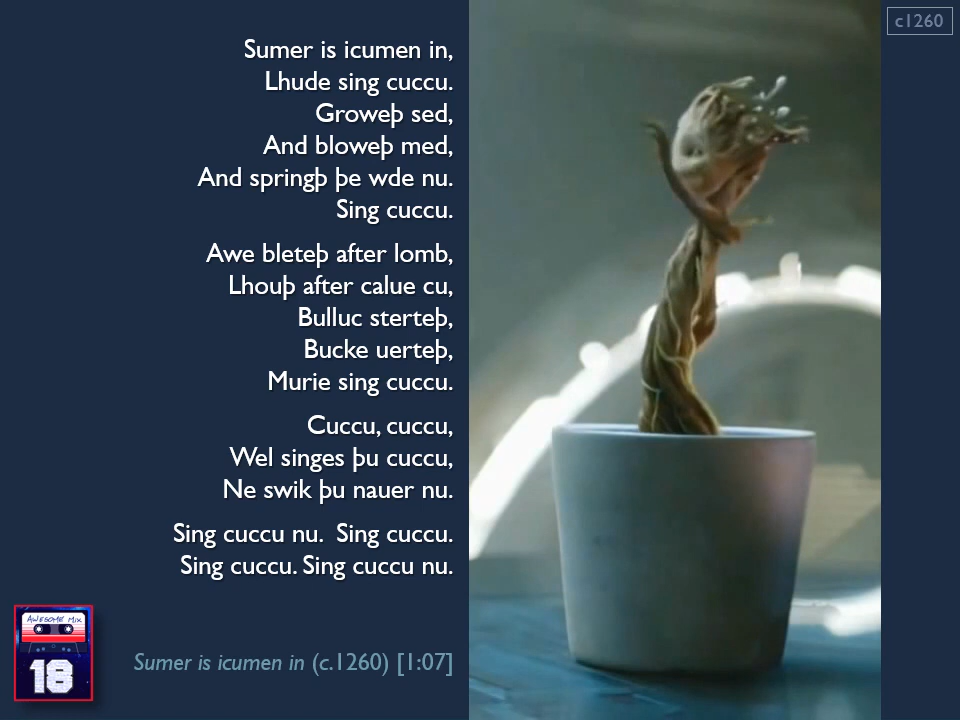 c1260
Sumer is icumen in,
Lhude sing cuccu.
Groweþ sed,
And bloweþ med,
And springþ þe wde nu.
Sing cuccu.
Awe bleteþ after lomb,
Lhouþ after calue cu,
Bulluc sterteþ,
Bucke uerteþ,
Murie sing cuccu.
Cuccu, cuccu,
Wel singes þu cuccu,
Ne swik þu nauer nu.
Sing cuccu nu.  Sing cuccu.
Sing cuccu. Sing cuccu nu.
AWESOME MIX
18
Sumer is icumen in (c.1260) [1:07]